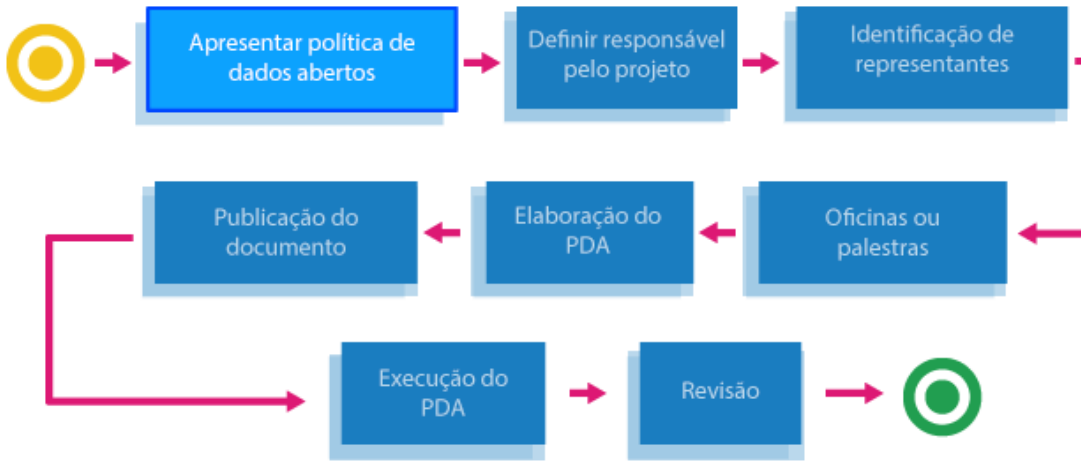 Apresentar política de
dados abertos
Definir responsável
pelo projeto
Identificação de
representantes
Oficinas ou
palestras
Elaboração do
PDA
Publicação do
documento
Execução do
PDA
Revisão